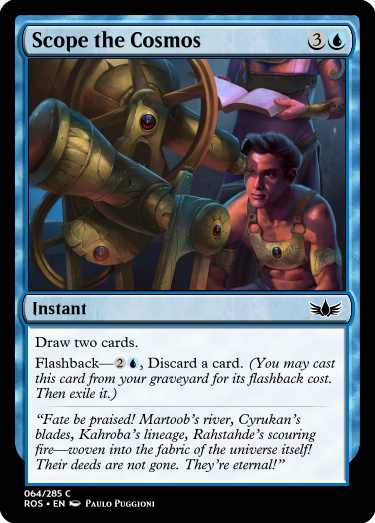 Scope the Cosmos 3
Instant
Draw two cards.
Flashback—2, Discard a card. (You may cast
this card from your graveyard for its flashback cost.
Then exile it.)
“Fate be praised! Martoob’s river, Cyrukan’s
blades, Kahroba’s lineage, Rahstahde’s scouring
fire—woven into the fabric of the universe itself!
Their deeds are not gone. They’re eternal!”
064/285 C
ROS • EN Paulo Puggioni